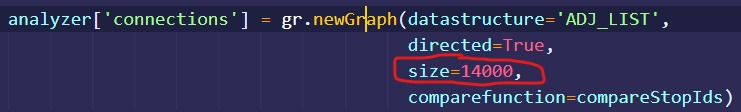 analyzer['connections'] = gr.newGraph(datastructure='ADJ_LIST',
directed=True,
size=14000,
comparefunction=compareStopIds)